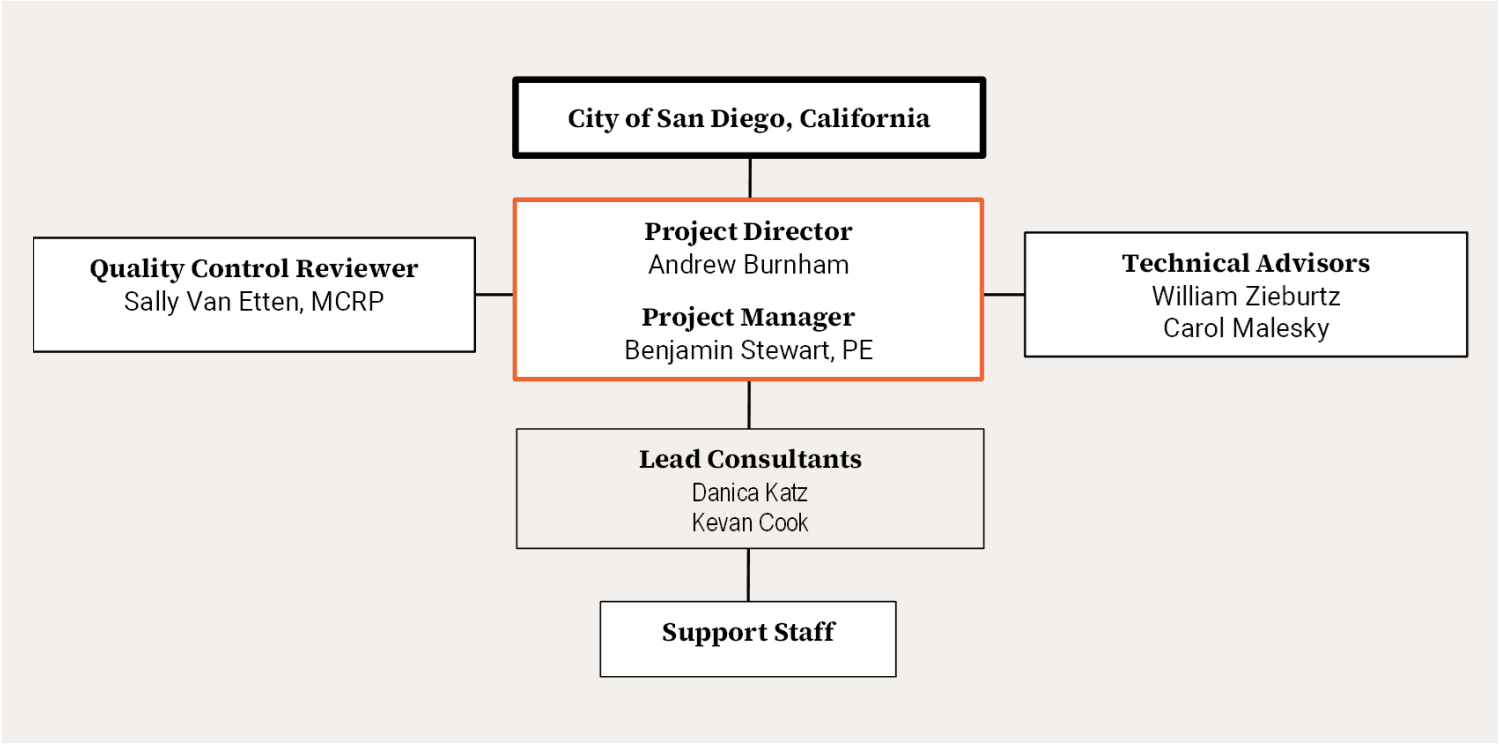 City of San Diego, California
Project Director
Andrew Burnham
Project Manager
Benjamin Stewart, PE
Quality Control Reviewer
Sally Van Etten, MCRP
Technical Advisors
William Zieburtz
Carol Malesky
Lead Consultants
Danica Katz
Kevan Cook
Support Staff